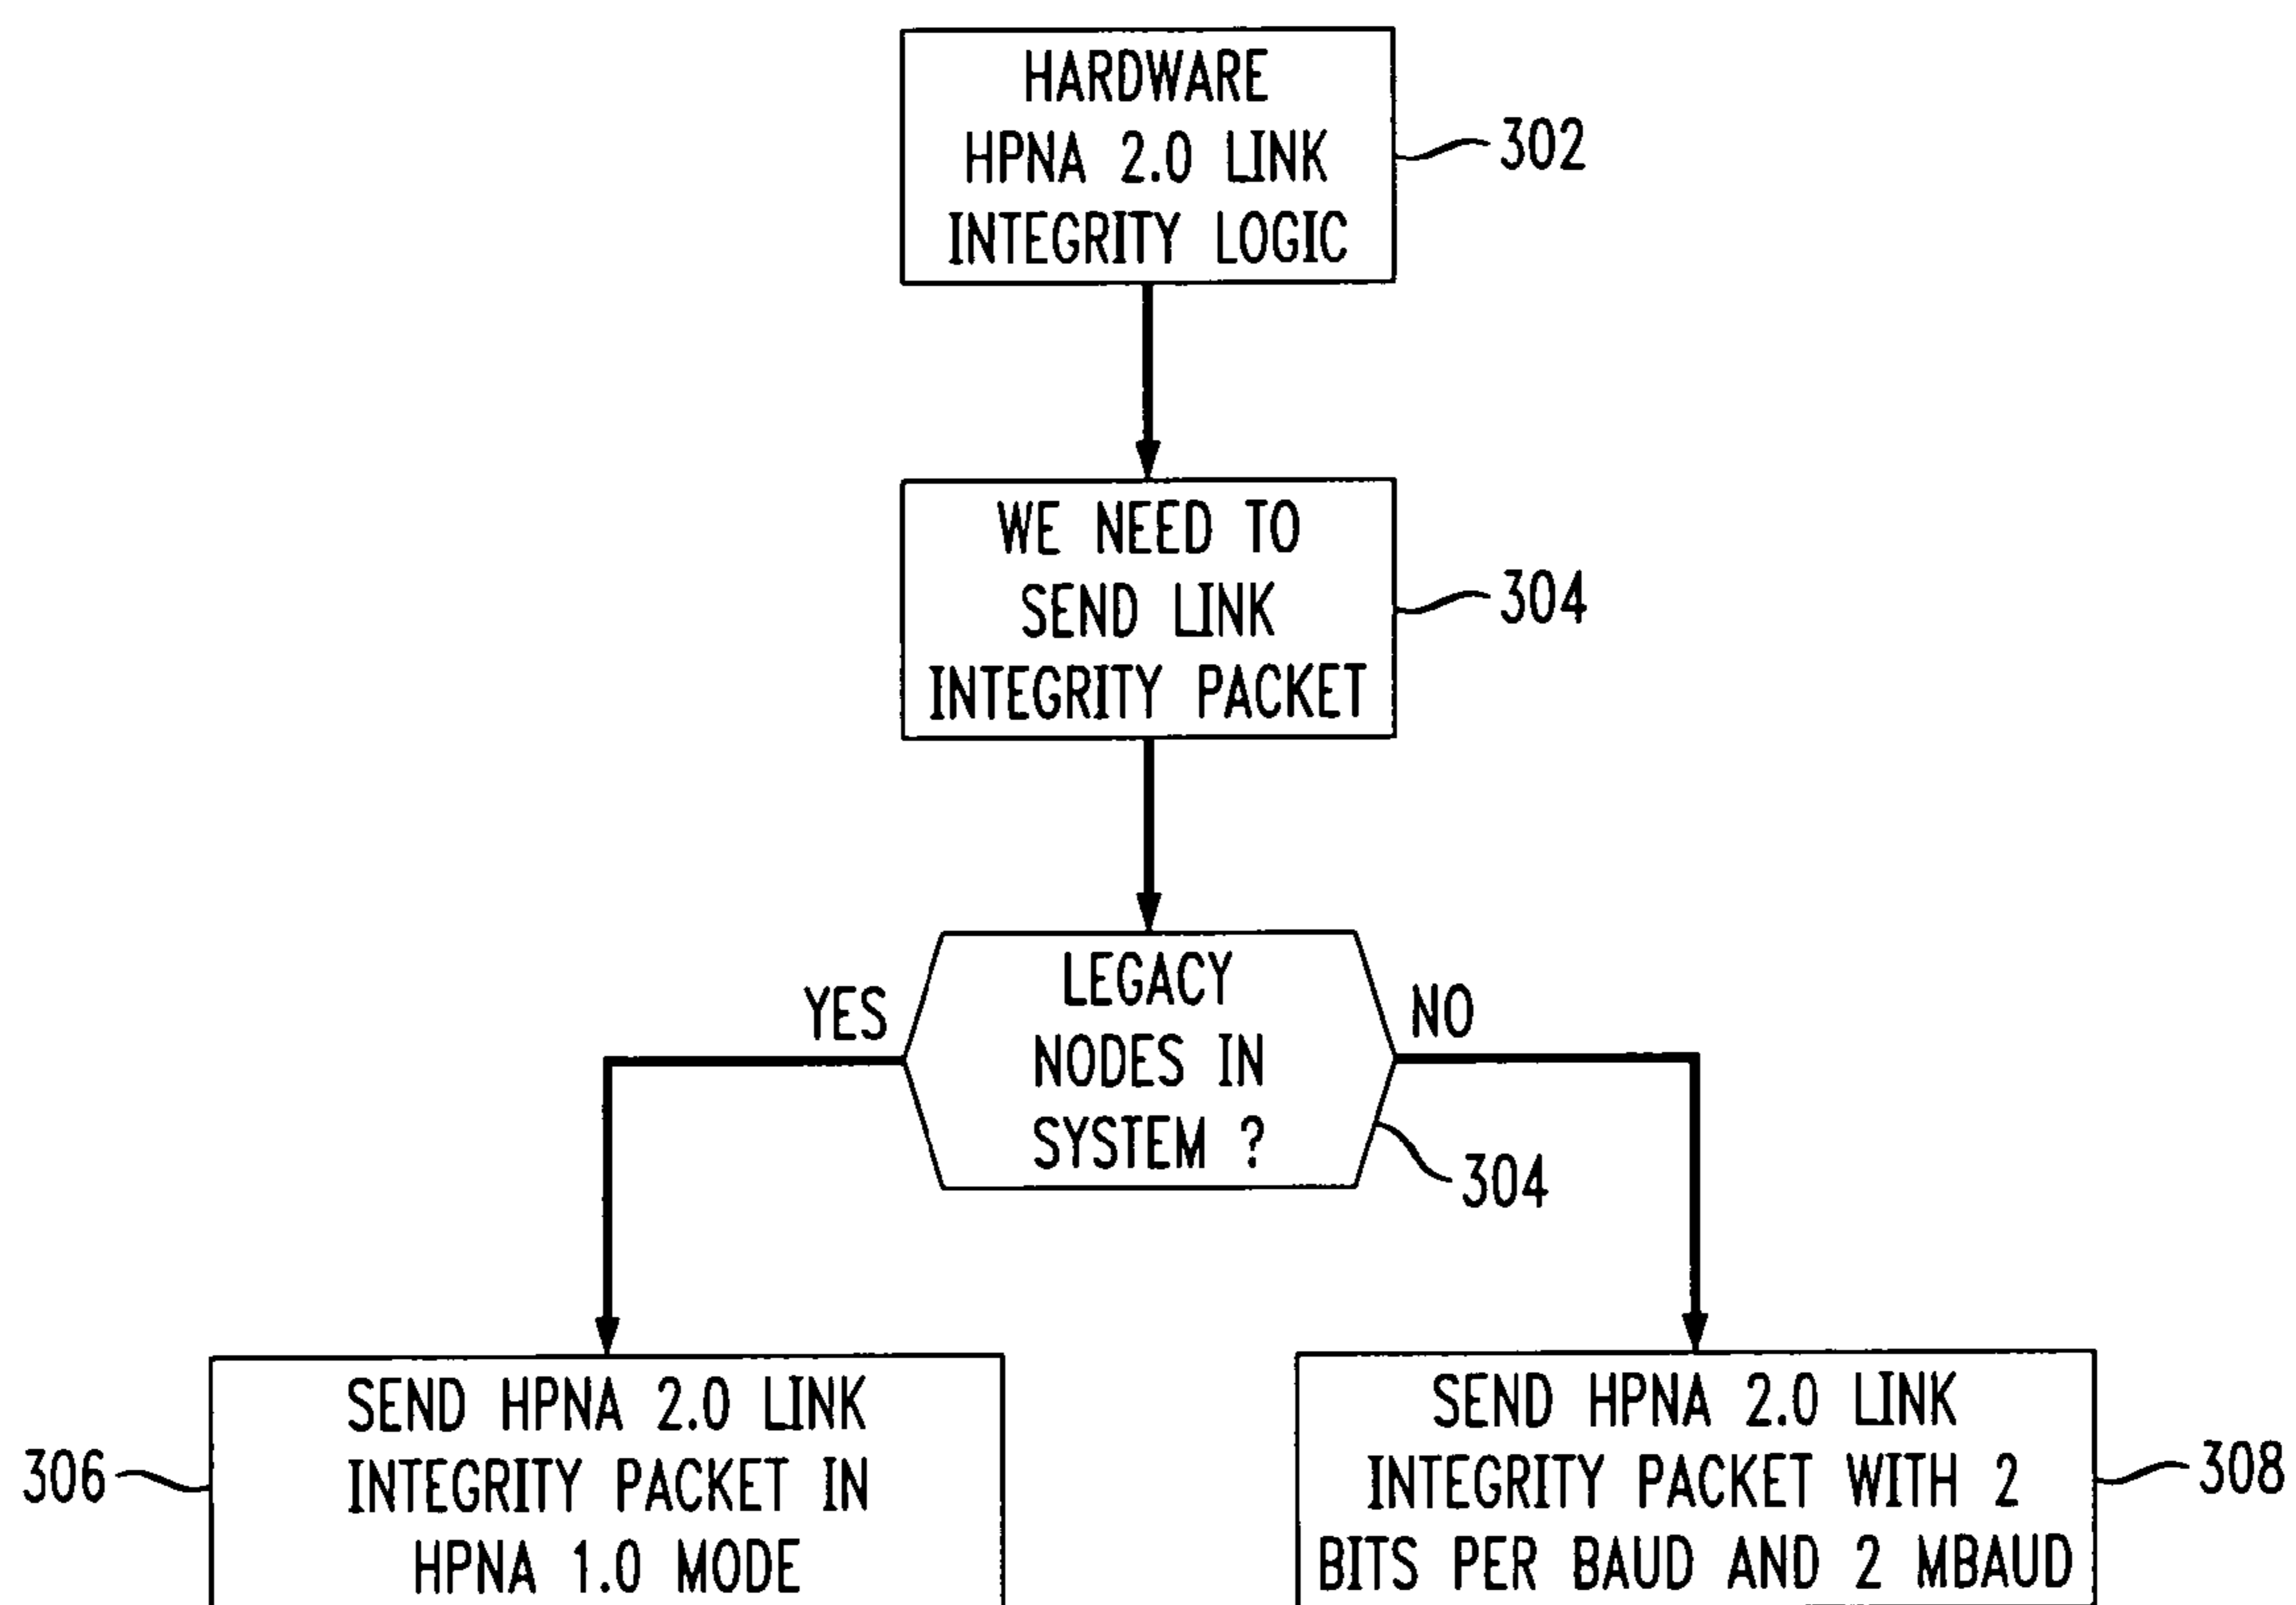 HARDWARE
HPNA 2.0 LINK
INTEGRITY LOGIC
302
WE NEED TO
SEND LINK
INTEGRITY PACKET
304
LEGACY
NODES IN
SYSTEM ?
YES
NO
304
SEND HPNA 2.0 LINK
INTEGRITY PACKET IN
HPNA 1.0 MODE
306
SEND HPNA 2.0 LINK
INTEGRITY PACKET WITH 2
BITS PER BAUD AND 2 MBAUD
308